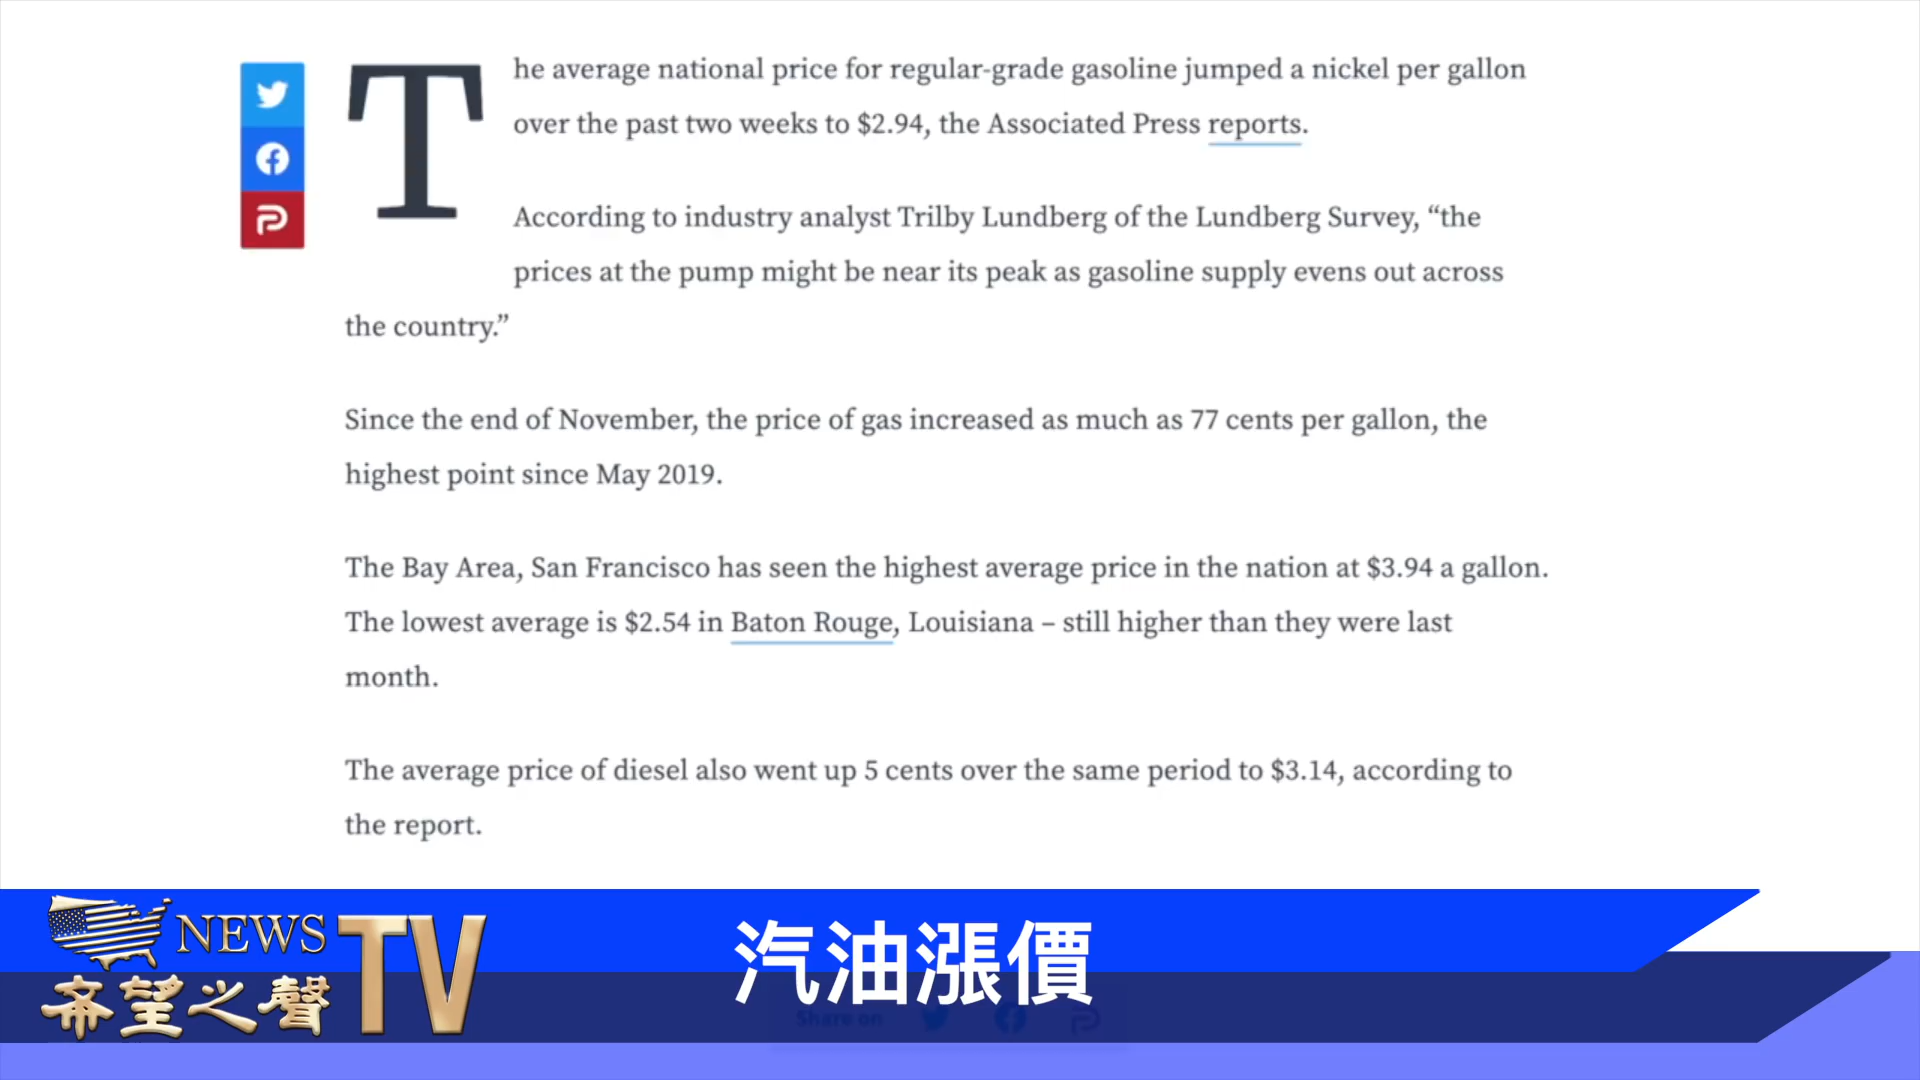 The average national price for regular-grade gasoline jumped a nickel per gallon
over the past two weeks to $2.94, the Associated Press reports.
According to industry analyst Trilby Lundberg of the Lundberg Survey, “the
prices at the pump might be near its peak as gasoline supply evens out across
the country.”
Since the end of November, the price of gas increased as much as 77 cents per gallon, the
highest point since May 2019.
The Bay Area, San Francisco has seen the highest average price in the nation at $3.94 a gallon.
The lowest average is $2.54 in Baton Rouge, Louisiana – still higher than they were last
month.
The average price of diesel also went up 5 cents over the same period to $3.14, according to
the report.
NEWS TV
希望之聲
汽油漲價
Share on